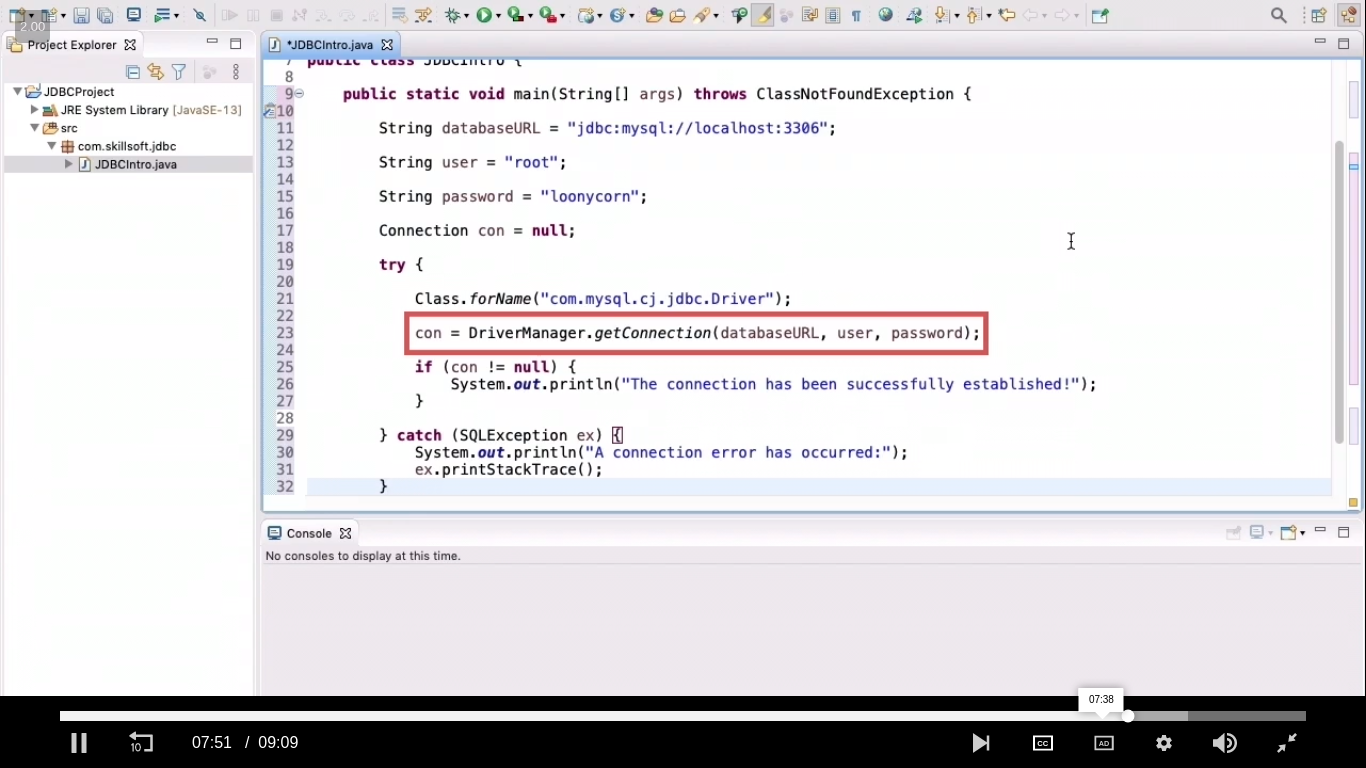 2.00
Project Explorer
JDBCProject
JRE System Library [JavaSE-13]
src
com.skillsoft.jdbc
JDBCIntro.java
*JDBCIntro.java
7 public class JDBCIntro {
8
9 public static void main(String[] args) throws ClassNotFoundException {
10
11 String databaseURL = "jdbc:mysql://localhost:3306";
12
13 String user = "root";
14
15 String password = "loonycorn";
16
17 Connection con = null;
18
19 try {
20
21 Class.forName("com.mysql.cj.jdbc.Driver");
22
23 con = DriverManager.getConnection(databaseURL, user, password);
24
25 if (con != null) {
26 System.out.println("The connection has been successfully established!");
27 }
28
29 } catch (SQLException ex) {
30 System.out.println("A connection error has occurred:");
31 ex.printStackTrace();
32 }
Console
No consoles to display at this time.
07:38
10
07:51 / 09:09
CC
AD